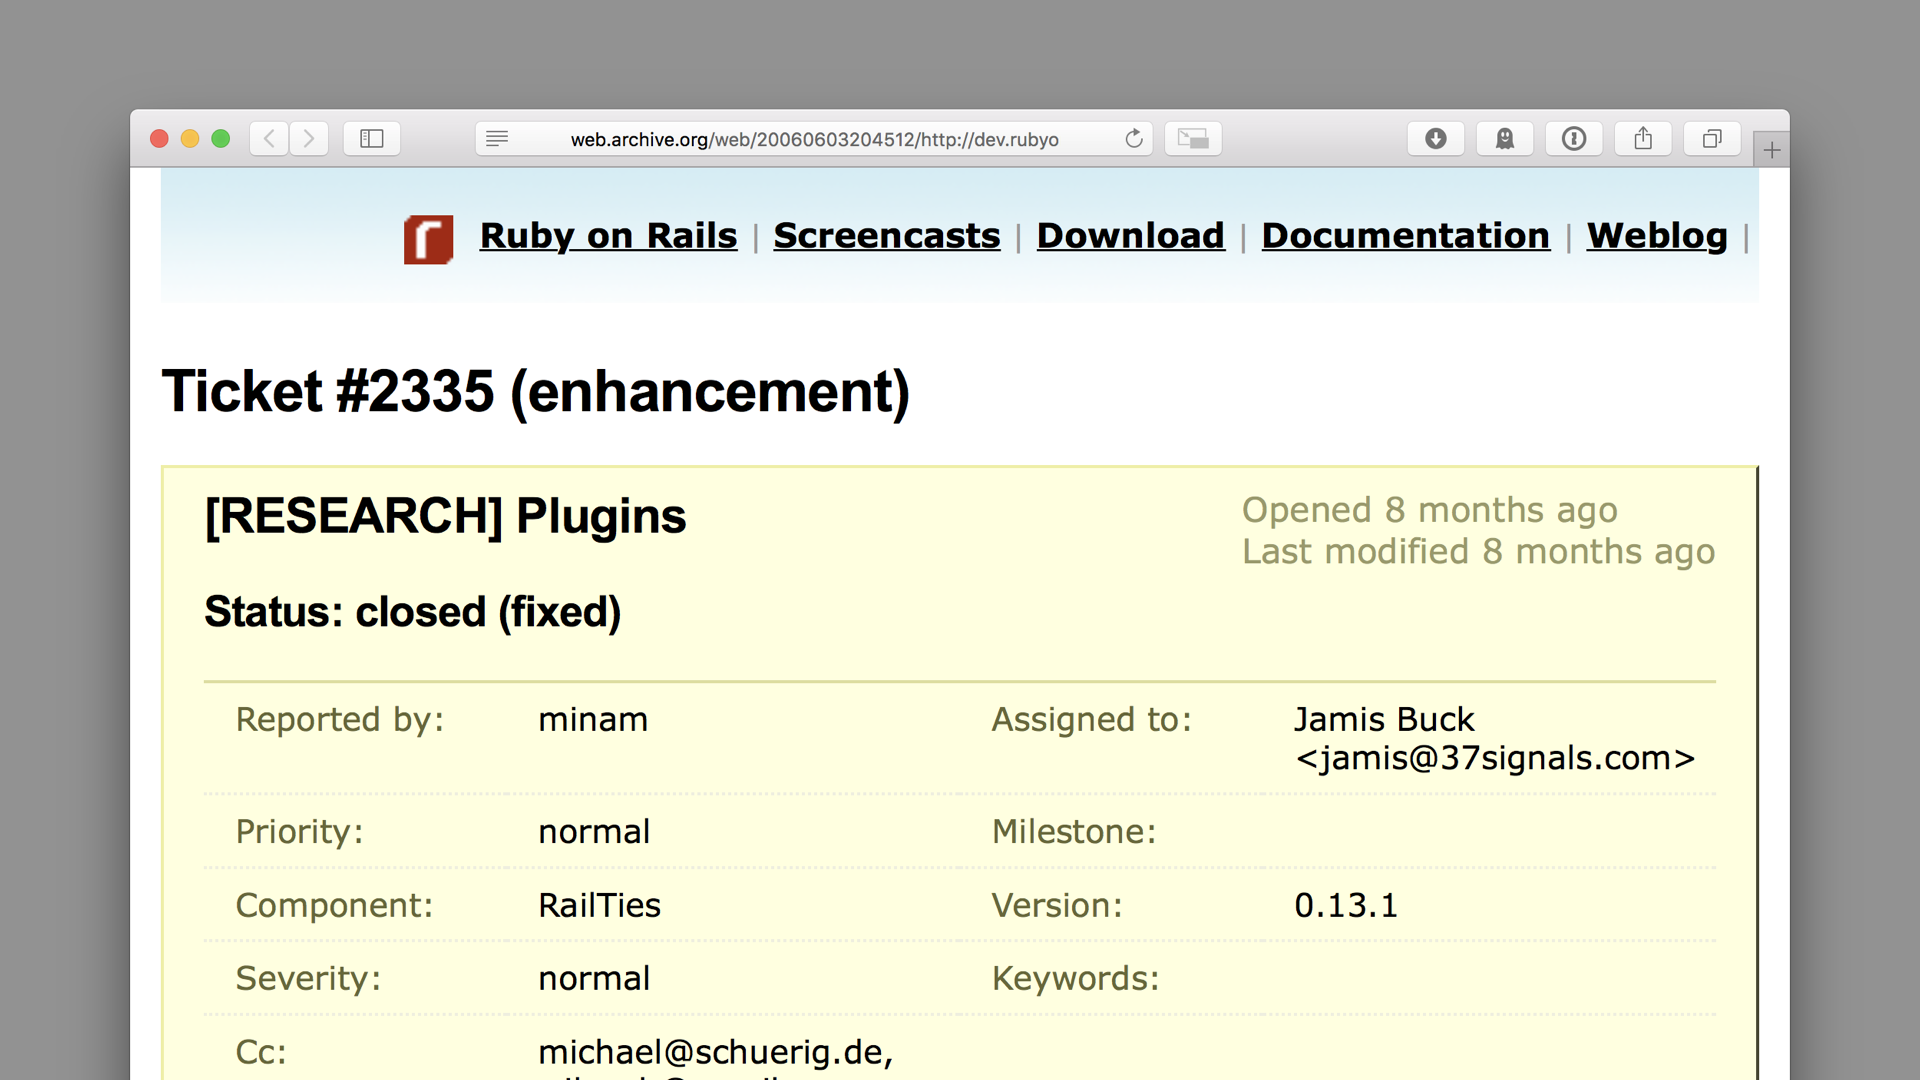 web.archive.org/web/20060603204512/http://dev.rubyo
Ruby on Rails | Screencasts | Download | Documentation | Weblog |
Ticket #2335 (enhancement)
[RESEARCH] Plugins
Opened 8 months ago
Last modified 8 months ago
Status: closed (fixed)
Reported by: minam Assigned to: Jamis Buck
<jamis@37signals.com>
Priority: normal Milestone:
Component: RailTies Version: 0.13.1
Severity: normal Keywords:
Cc: michael@schuerig.de,